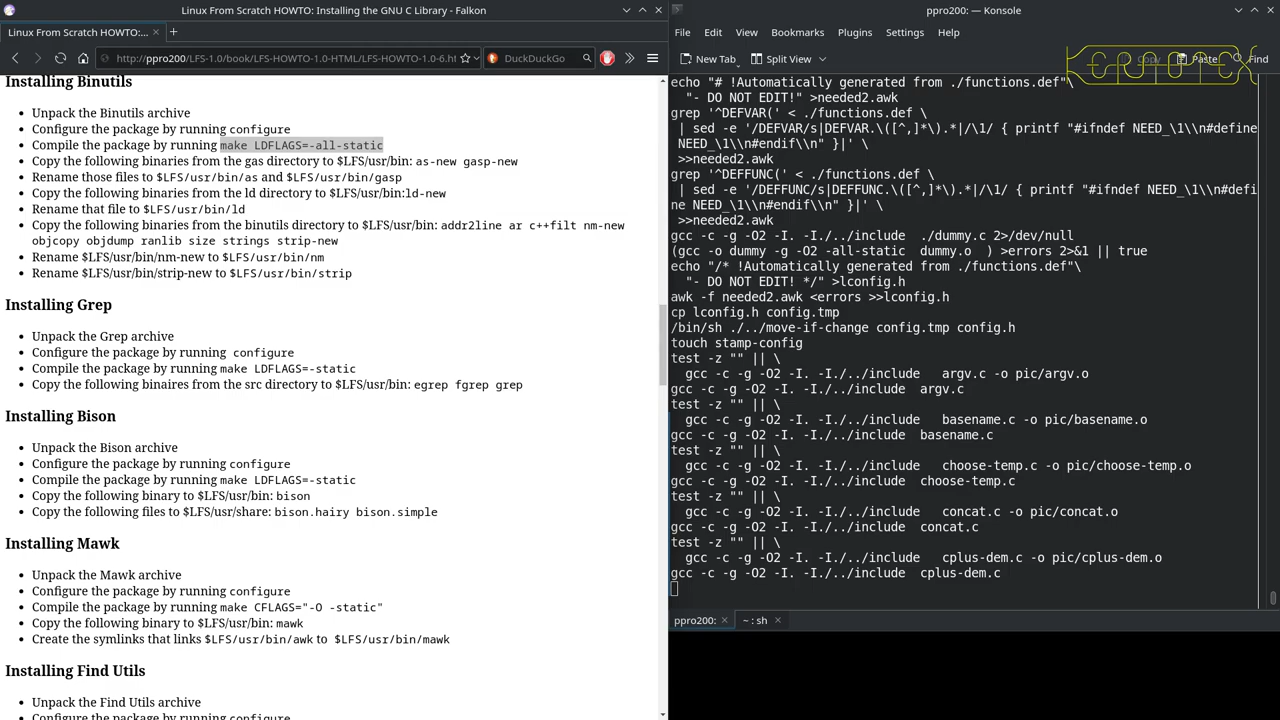 Linux From Scratch HOWTO: Installing the GNU C Library - Falkon
Linux From Scratch HOWTO:...
http://ppro200/LFS-1.0/book/LFS-HOWTO-1.0-HTML/LFS-HOWTO-1.0-6.ht
DuckDuckGo
Installing Binutils
Unpack the Binutils archive
Configure the package by running configure
Compile the package by running make LDFLAGS=-all-static
Copy the following binaries from the gas directory to $LFS/usr/bin: as-new gasp-new
Rename those files to $LFS/usr/bin/as and $LFS/usr/bin/gasp
Copy the following binaries from the ld directory to $LFS/usr/bin:ld-new
Rename that file to $LFS/usr/bin/ld
Copy the following binaries from the binutils directory to $LFS/usr/bin: addr2line ar c++filt nm-new
objcopy objdump ranlib size strings strip-new
Rename $LFS/usr/bin/nm-new to $LFS/usr/bin/nm
Rename $LFS/usr/bin/strip-new to $LFS/usr/bin/strip
Installing Grep
Unpack the Grep archive
Configure the package by running configure
Compile the package by running make LDFLAGS=-static
Copy the following binaires from the src directory to $LFS/usr/bin: egrep fgrep grep
Installing Bison
Unpack the Bison archive
Configure the package by running configure
Compile the package by running make LDFLAGS=-static
Copy the following binary to $LFS/usr/bin: bison
Copy the following files to $LFS/usr/share: bison.hairy bison.simple
Installing Mawk
Unpack the Mawk archive
Configure the package by running configure
Compile the package by running make CFLAGS="-O -static"
Copy the following binary to $LFS/usr/bin: mawk
Create the symlinks that links $LFS/usr/bin/awk to $LFS/usr/bin/mawk
Installing Find Utils
Unpack the Find Utils archive
Configure the package by running configure
ppro200: — Konsole
File Edit View Bookmarks Plugins Settings Help
New Tab Split View Copy Paste Find
echo "# !Automatically generated from ./functions.def"\
"- DO NOT EDIT!" >needed2.awk
grep '^DEFVAR(' < ./functions.def \
| sed -e '/DEFVAR/s|DEFVAR.\([^,]*\).*|/\1/ { printf "#ifndef NEED_\1\\n#define
NEED_\1\\n#endif\\n" }|' \
>>needed2.awk
grep '^DEFFUNC(' < ./functions.def \
| sed -e '/DEFFUNC/s|DEFFUNC.\([^,]*\).*|/\1/ { printf "#ifndef NEED_\1\\n#defi
ne NEED_\1\\n#endif\\n" }|' \
>>needed2.awk
gcc -c -g -O2 -I. -I./../include ./dummy.c 2>/dev/null
(gcc -o dummy -g -O2 -all-static dummy.o ) >errors 2>&1 || true
echo "/* !Automatically generated from ./functions.def"\
"- DO NOT EDIT! */" >lconfig.h
awk -f needed2.awk <errors >>lconfig.h
cp lconfig.h config.tmp
/bin/sh ./../move-if-change config.tmp config.h
touch stamp-config
test -z "" || \
gcc -c -g -O2 -I. -I./../include argv.c -o pic/argv.o
gcc -c -g -O2 -I. -I./../include argv.c
test -z "" || \
gcc -c -g -O2 -I. -I./../include basename.c -o pic/basename.o
gcc -c -g -O2 -I. -I./../include basename.c
test -z "" || \
gcc -c -g -O2 -I. -I./../include choose-temp.c -o pic/choose-temp.o
gcc -c -g -O2 -I. -I./../include choose-temp.c
test -z "" || \
gcc -c -g -O2 -I. -I./../include concat.c -o pic/concat.o
gcc -c -g -O2 -I. -I./../include concat.c
test -z "" || \
gcc -c -g -O2 -I. -I./../include cplus-dem.c -o pic/cplus-dem.o
gcc -c -g -O2 -I. -I./../include cplus-dem.c
ppro200: ~ : sh